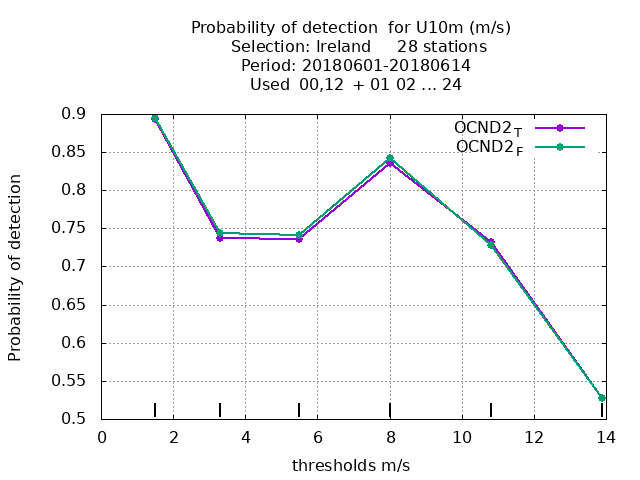 Probability of detection  for U10m (m/s)
Selection: Ireland     28 stations
Period: 20180601-20180614
Used  00,12  + 01 02 ... 24
OCND2T
OCND2F
0.9
0.85
0.8
0.75
0.7
0.65
0.6
0.55
0.5
Probability of detection
0 2 4 6 8 10 12 14
thresholds m/s